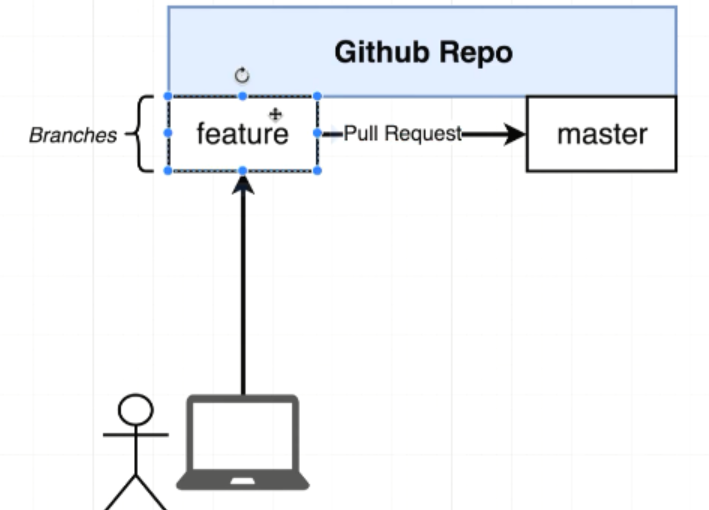 Github Repo
Branches
feature
Pull Request
master